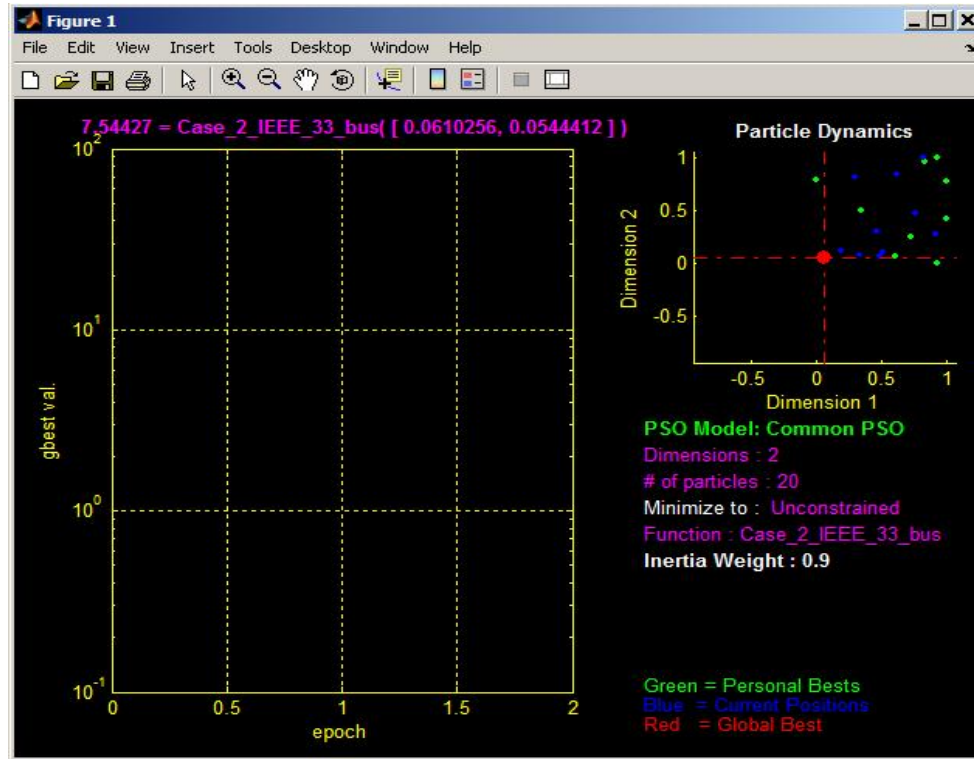 Figure 1
File Edit View Insert Tools Desktop Window Help
7.54427 = Case_2_IEEE_33_bus( [ 0.0610256, 0.0544412 ] )
10^2
10^1
10^0
10^-1
gbest val.
0 0.5 1 1.5 2
epoch
Particle Dynamics
1
0.5
0
-0.5
Dimension 2
-0.5 0 0.5 1
Dimension 1
PSO Model: Common PSO
Dimensions : 2
# of particles : 20
Minimize to : Unconstrained
Function : Case_2_IEEE_33_bus
Inertia Weight : 0.9
Green = Personal Bests
Blue = Current Positions
Red = Global Best